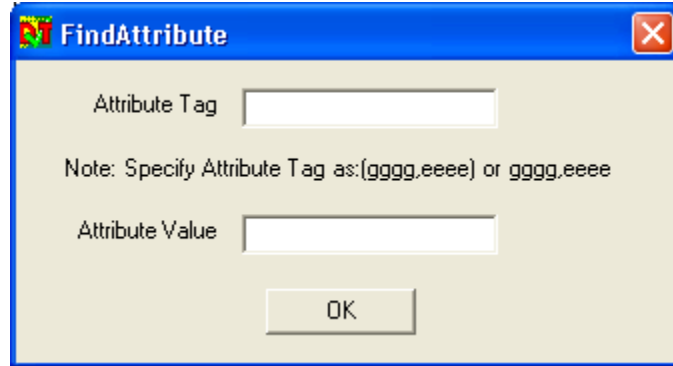 FindAttribute
Attribute Tag
Note: Specify Attribute Tag as:(gggg,eeee) or gggg,eeee
Attribute Value
OK